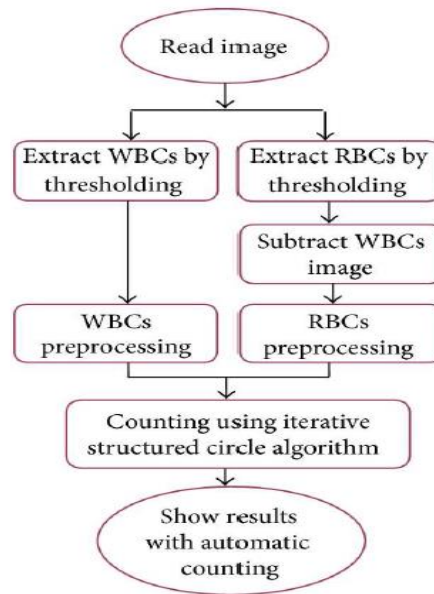 Read image
Extract WBCs by
thresholding
Extract RBCs by
thresholding
Subtract WBCs
image
WBCs
preprocessing
RBCs
preprocessing
Counting using iterative
structured circle algorithm
Show results
with automatic
counting